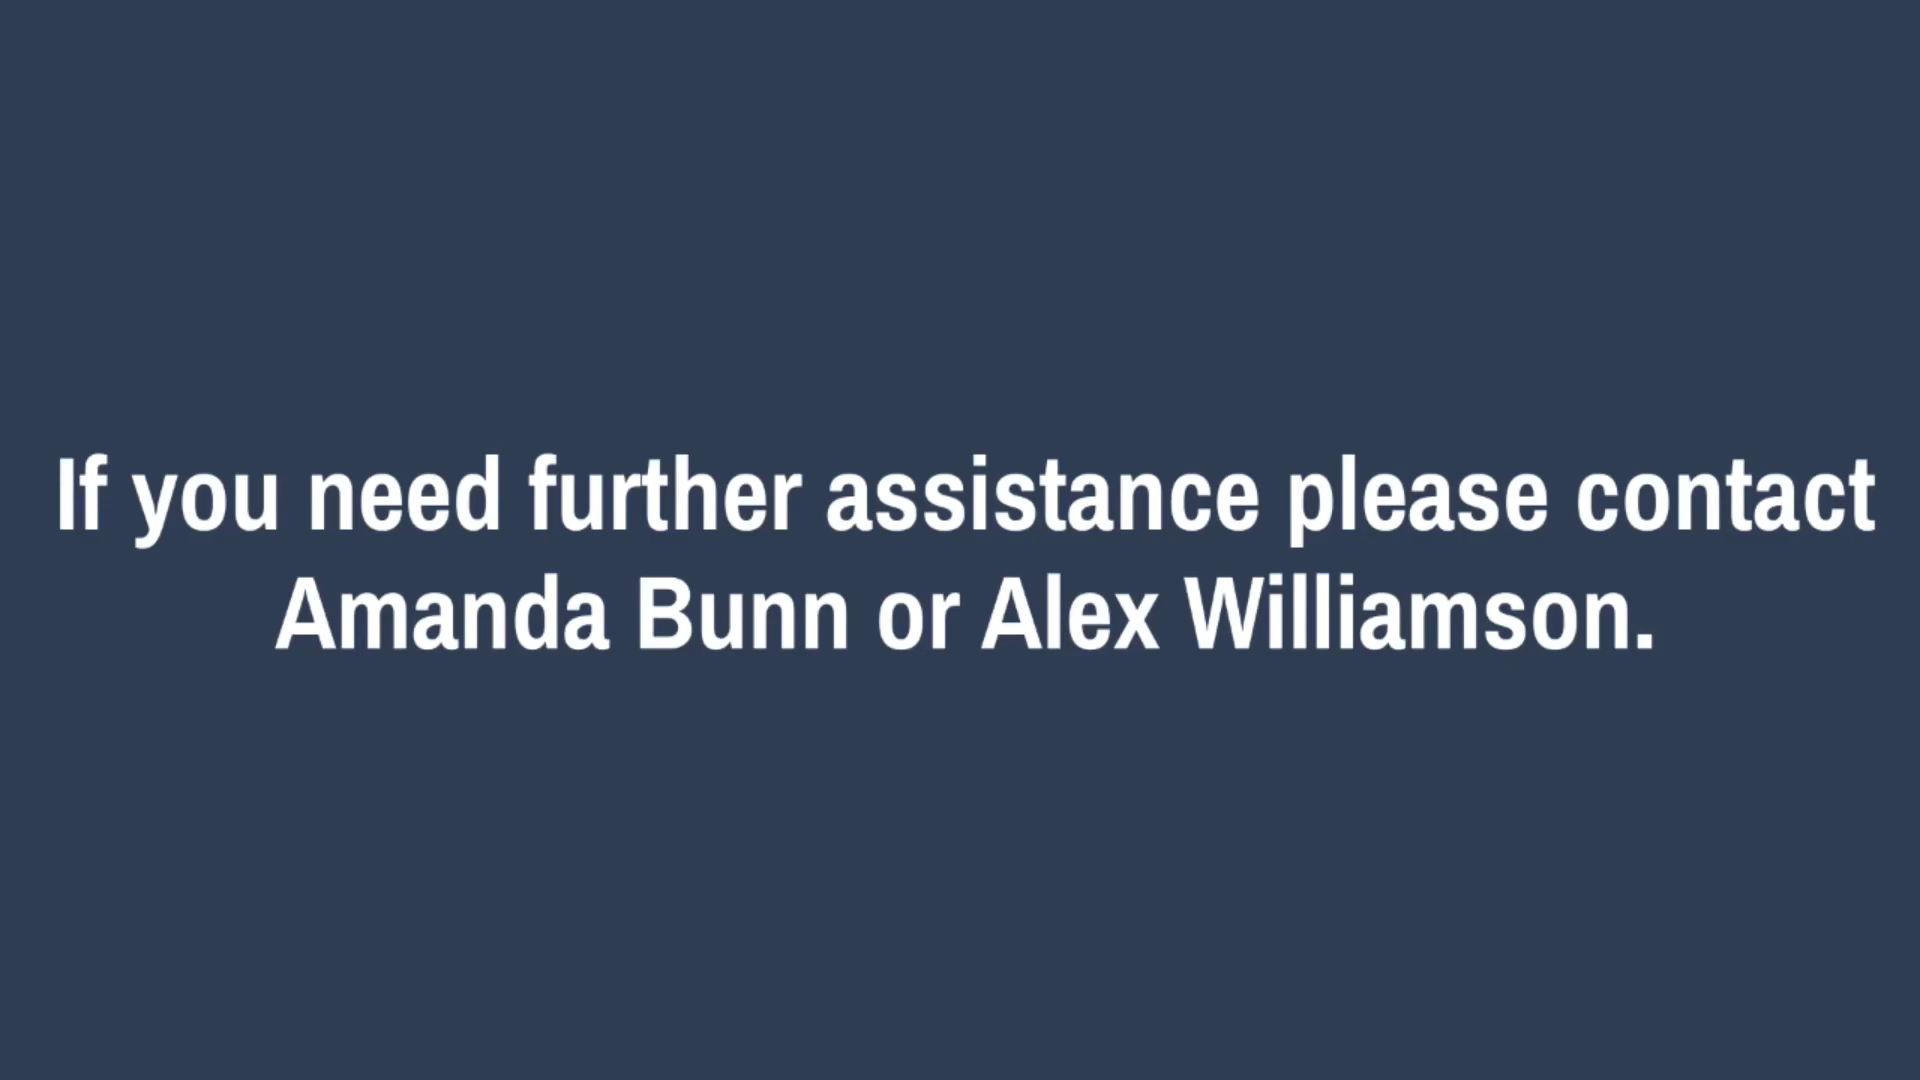 If you need further assistance please contact
Amanda Bunn or Alex Williamson.